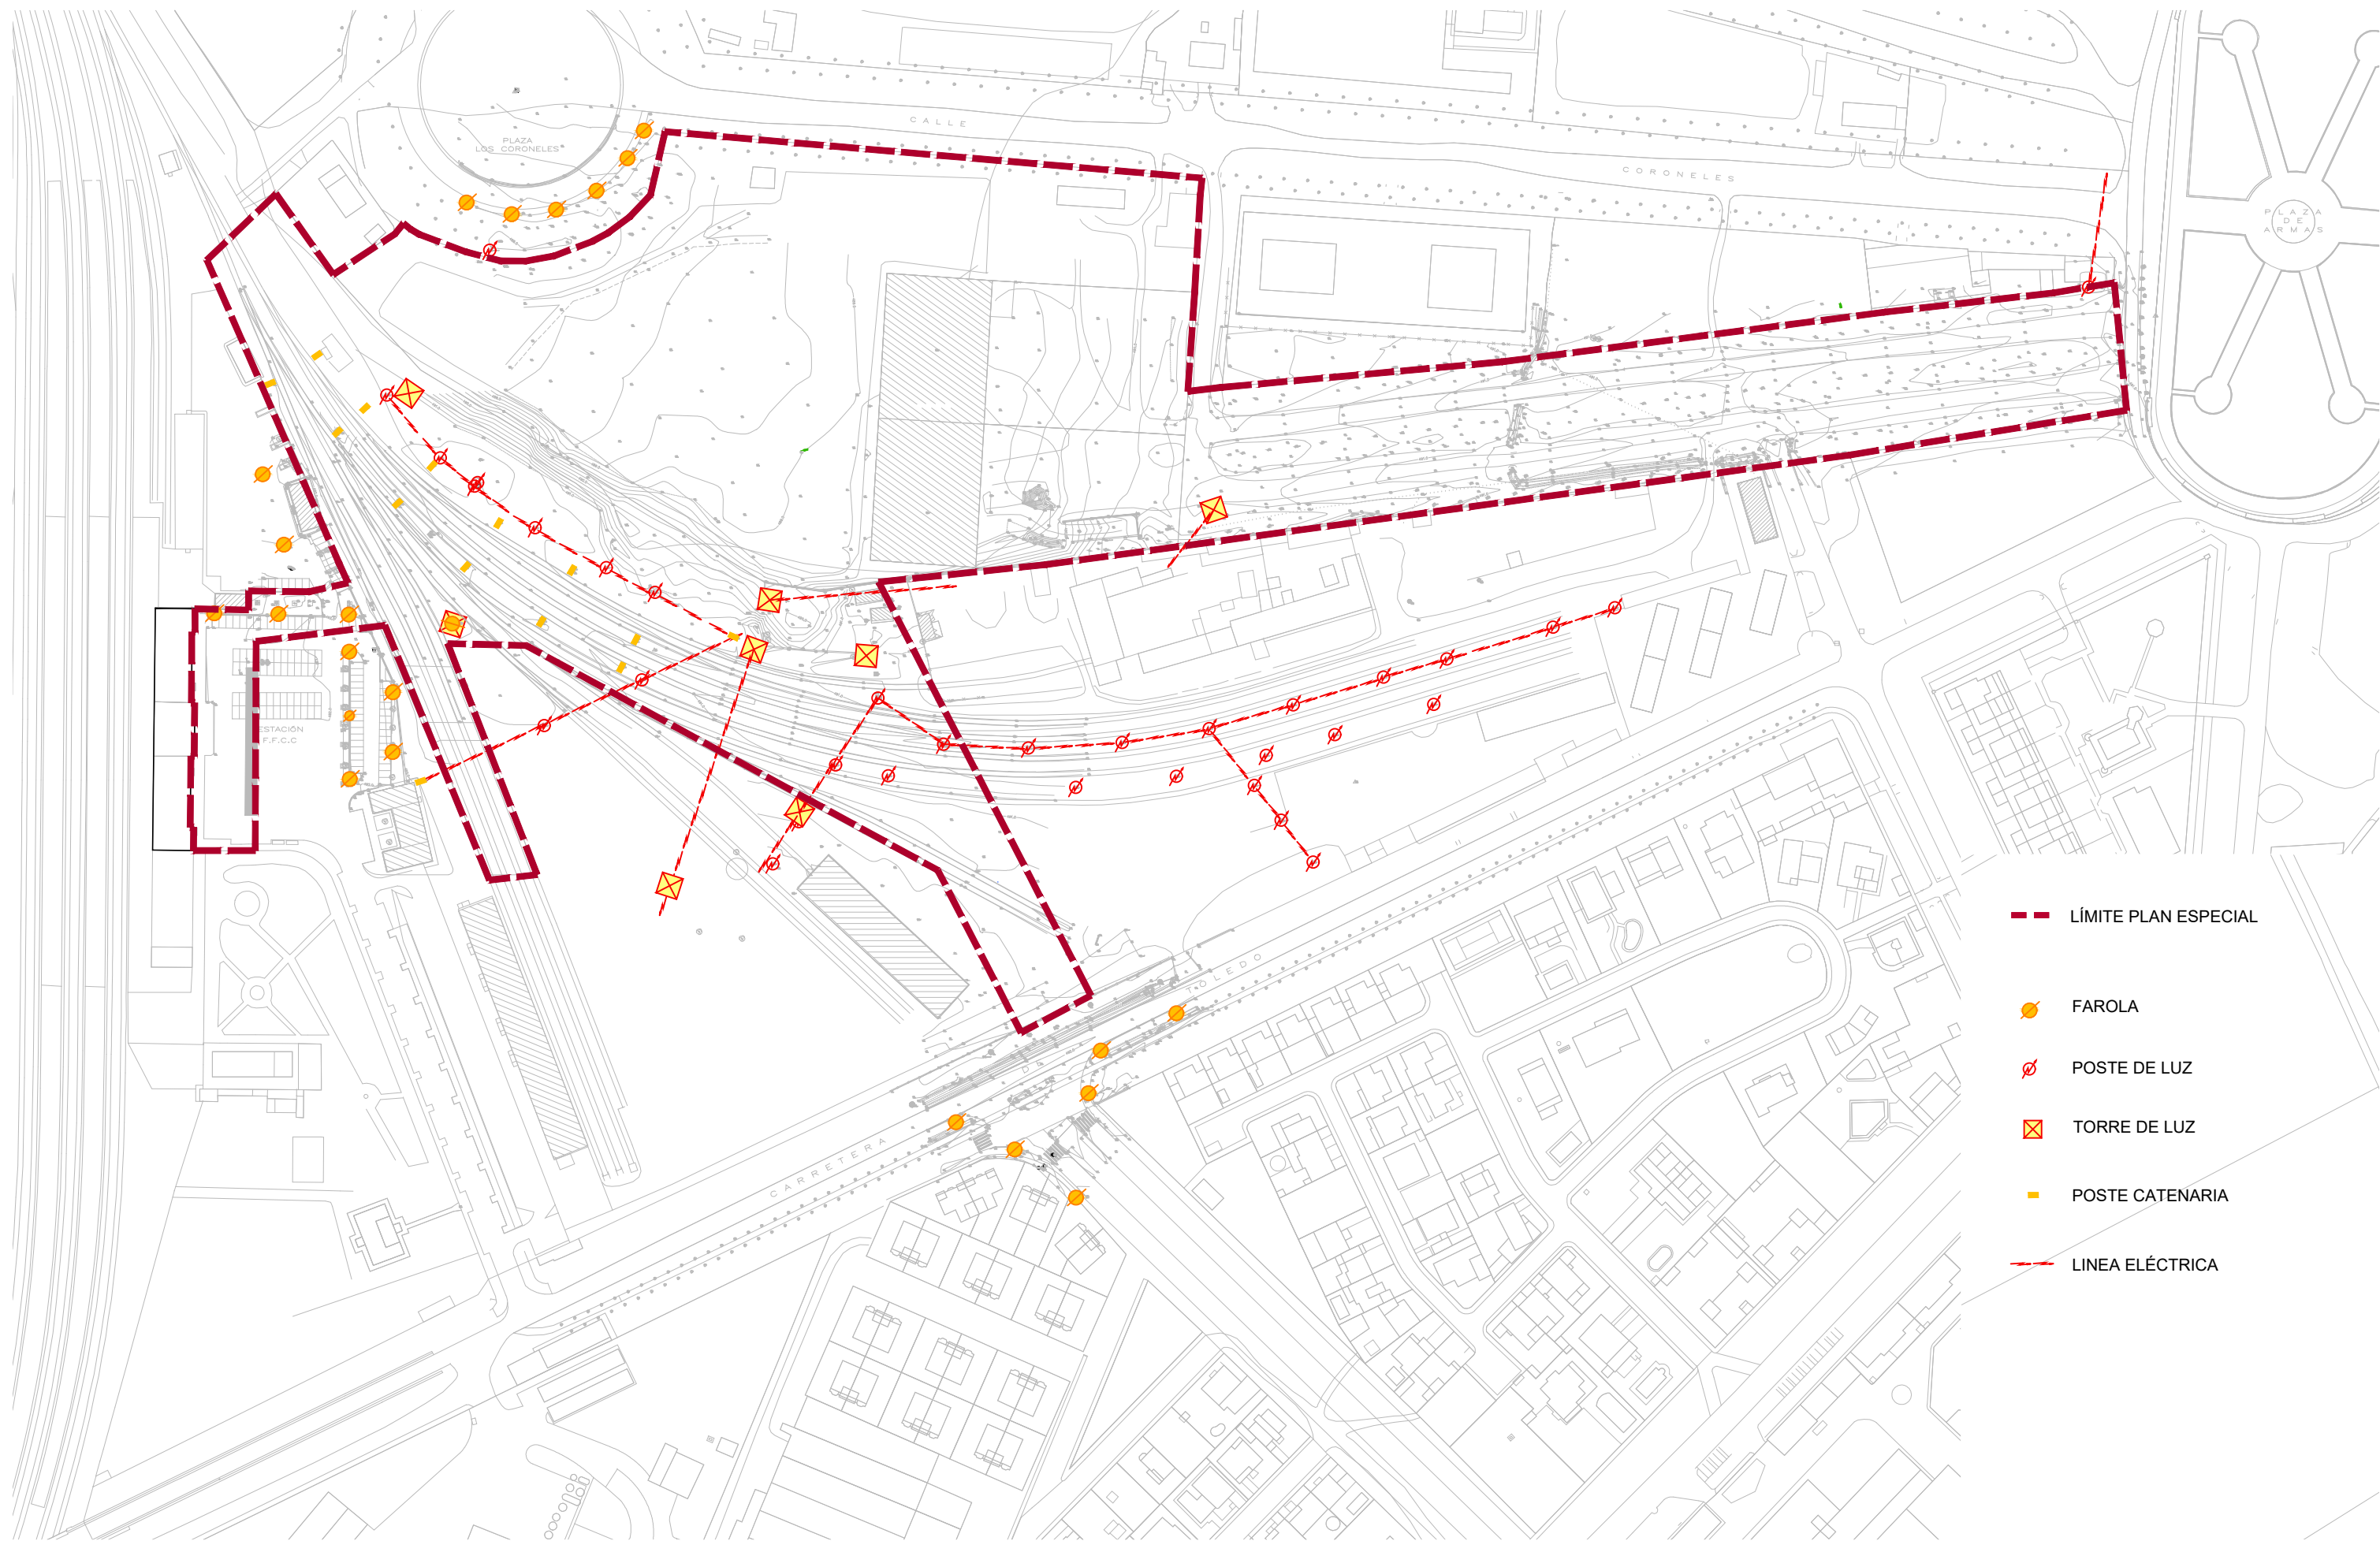 CALLE
PLAZA
LOS CORONELES
CORONELES
PLAZA
DE
ARMAS
ESTACIÓN
F.F.C.C
LÍMITE PLAN ESPECIAL
TOLEDO
FAROLA
POSTE DE LUZ
D
CARRETERA
TORRE DE LUZ
POSTE CATENARIA
LINEA ELÉCTRICA